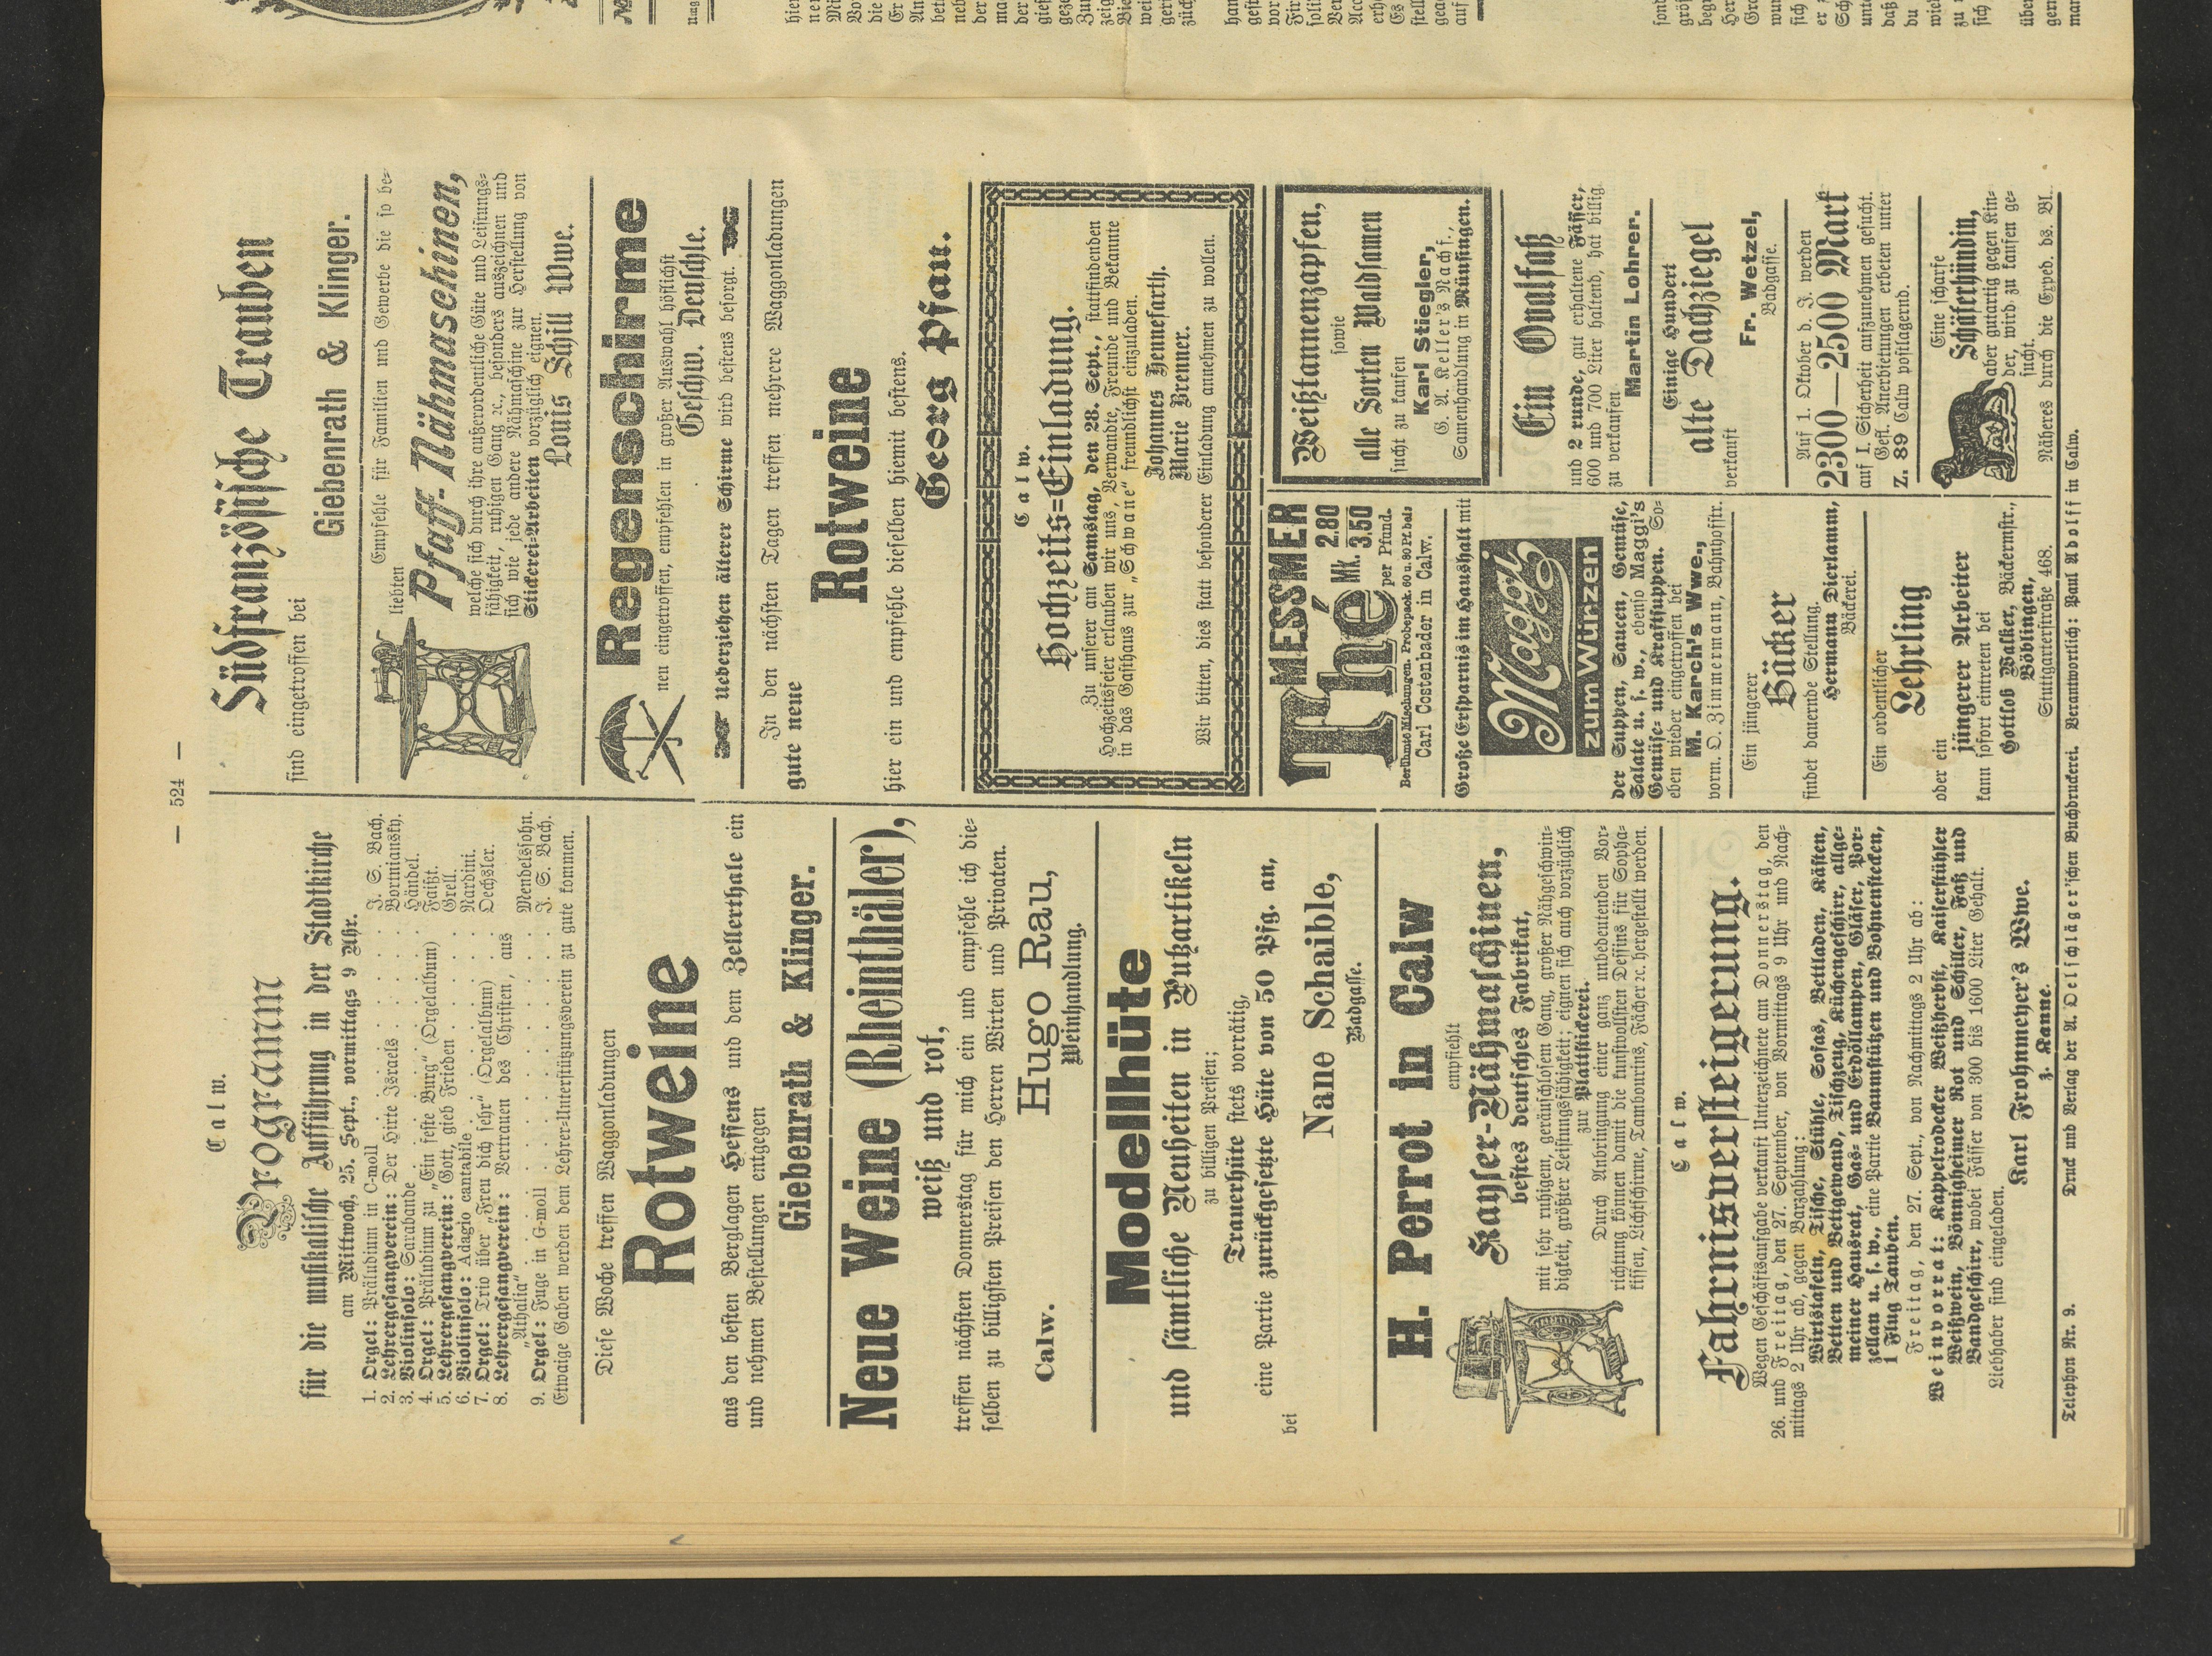 — 524 —
Calw.
Programm
für die musikalische Aufführung in der Stadtkirche
am Mittwoch, 25. Sept., vormittags 9 Uhr.
1. Orgel: Präludium in C-moll . . . . . J. S. Bach.
2. Lehrergesangverein: Der Hirte Israels . . . . Bortniansky.
3. Violinsolo: Sarabande . . . . . Händel.
4. Orgel: Präludium zu „Ein feste Burg“ (Orgelalbum) . Faißt.
5. Lehrergesangverein: Gott, gieb Frieden . . . . Grell.
6. Violinsolo: Adagio cantabile . . . . . Nardini.
7. Orgel: Trio über „Freu dich sehr“ (Orgelalbum) . . Dechsler.
8. Lehrergesangverein: Vertrauen des Christen, aus
„Athalia“ . . . . . Mendelssohn.
9. Orgel: Fuge in G-moll . . . . . J. S. Bach.
Etwaige Gaben werden dem Lehrer-Unterstützungsverein zu gute kommen.
Diese Woche treffen Waggonladungen
Rotweine
aus den besten Berglagen Hessens und dem Zellerthale ein
und nehmen Bestellungen entgegen
Giebenrath & Klinger.
Neue Weine (Rheinthäler),
weiß und rot,
treffen nächsten Donnerstag für mich ein und empfehle ich die-
selben zu billigsten Preisen den Herren Wirten und Privaten.
Calw. Hugo Rau,
Weinhandlung.
Modellhüte
und sämtliche Neuheiten in Putzartikeln
zu billigen Preisen;
Trauerhüte stets vorrätig,
eine Partie zurückgesetzte Hüte von 50 Pfg. an,
bei
Nane Schaible,
Badgasse.
H. Perrot in Calw
empfiehlt
Kayser-Nähmaschinen,
bestes deutsches Fabrikat,
mit sehr ruhigem, geräuschlosem Gang, großer Nähgeschwin-
digkeit, größter Leistungsfähigkeit; eignen sich auch vorzüglich
zur Plattstickerei.
Durch Anbringung einer ganz unbedeutenden Vor-
richtung können damit die kunstvollsten Dessins für Sopha-
kissen, Lichtschirme, Tambourins, Fächer ꝛc. hergestellt werden.
Calw.
Fahrnisversteigerung.
Wegen Geschäftsaufgabe verkauft Unterzeichnete am Donnerstag, den
26. und Freitag, den 27. September, von Vormittags 9 Uhr und Nach-
mittags 2 Uhr ab, gegen Barzahlung:
Wirtstafeln, Tische, Stühle, Sofas, Bettladen, Kästen,
Betten und Bettgewand, Tischzeug, Küchengeschirr, allge-
meiner Hausrat, Gas- und Erdöllampen, Gläser, Por-
zellan u. s. w., eine Partie Baumstützen und Bohnenstecken,
1 Flug Tauben.
Freitag, den 27. Sept., von Nachmittags 2 Uhr ab:
Weinvorrat: Kappelrodecker Weißherbst, Kaiserstühler
Weißwein, Bönnigheimer Rot und Schiller, Faß und
Bandgeschirr, wobei Fässer von 300 bis 1600 Liter Gehalt.
Liebhaber sind eingeladen.
Karl Frohnmeyer's Wwe.
z. Kanne.
Südfranzösische Trauben
sind eingetroffen bei
Giebenrath & Klinger.
Empfehle für Familien und Gewerbe die so be-
liebten
Pfaff-Nähmaschinen,
welche sich durch ihre außerordentliche Güte und Leistungs-
fähigkeit, ruhigen Gang ꝛc., besonders auszeichnen und
sich wie jede andere Nähmaschine zur Herstellung von
Stickerei-Arbeiten vorzüglich eignen.
Louis Schill Wwe.
Regenschirme
neu eingetroffen, empfehlen in großer Auswahl höflichst
Geschw. Deuschle.
Ueberziehen älterer Schirme wird bestens besorgt.
In den nächsten Tagen treffen mehrere Waggonladungen
gute neue
Rotweine
hier ein und empfehle dieselben hiemit bestens.
Georg Pfau.
Calw.
Hochzeits-Einladung.
Zu unserer am Samstag, den 28. Sept., stattfindenden
Hochzeitsfeier erlauben wir uns, Verwandte, Freunde und Bekannte
in das Gasthaus zur „Schwane“ freundlichst einzuladen.
Johannes Hennefarth.
Marie Brenner.
Wir bitten, dies statt besonderer Einladung annehmen zu wollen.
MESSMER
Thé Mk. 2.80
3.50
per Pfund.
Berühmte Mischungen. Probepack. 60 u. 80 Pf. bei:
Carl Costenbader in Calw.
Große Ersparnis im Haushalt mit
Maggi
zum Würzen
der Suppen, Saucen, Gemüse,
Salate u. s. w., ebenso Maggi's
Gemüse- und Kraftsuppen. So-
eben wieder eingetroffen bei
M. Karch's Wwe.,
vorm. O. Zimmermann, Bahnhofstr.
Ein jüngerer
Bäcker
findet dauernde Stellung.
Hermann Dierlamm,
Bäckerei.
Ein ordentlicher
Lehrling
oder ein
jüngerer Arbeiter
kann sofort eintreten bei
Gottlob Walker, Bäckermstr.,
Böblingen,
Stuttgarterstraße 468.
Weißtannenzapfen,
sowie
alle Sorten Waldsamen
sucht zu kaufen
Karl Stiegler,
G. A. Keller's Nachf.,
Samenhandlung in Münsingen.
Ein Ovalfaß
und 2 runde, gut erhaltene Fässer,
600 und 700 Liter haltend, hat billig
zu verkaufen
Martin Lohrer.
Einige Hundert
alte Dachziegel
verkauft
Fr. Wetzel,
Badgasse.
Auf 1. Oktober d. J. werden
2300—2500 Mark
auf I. Sicherheit aufzunehmen gesucht.
Gefl. Anerbietungen erbeten unter
Z. 89 Calw postlagernd.
Eine scharfe
Schäferhündin,
aber gutartig gegen Kin-
der, wird zu kaufen ge-
sucht.
Näheres durch die Exped. ds. Bl.
Telephon Nr. 9. Druck und Verlag der A. Oelschläger'schen Buchdruckerei. Verantwortlich: Paul Adolff in Calw.